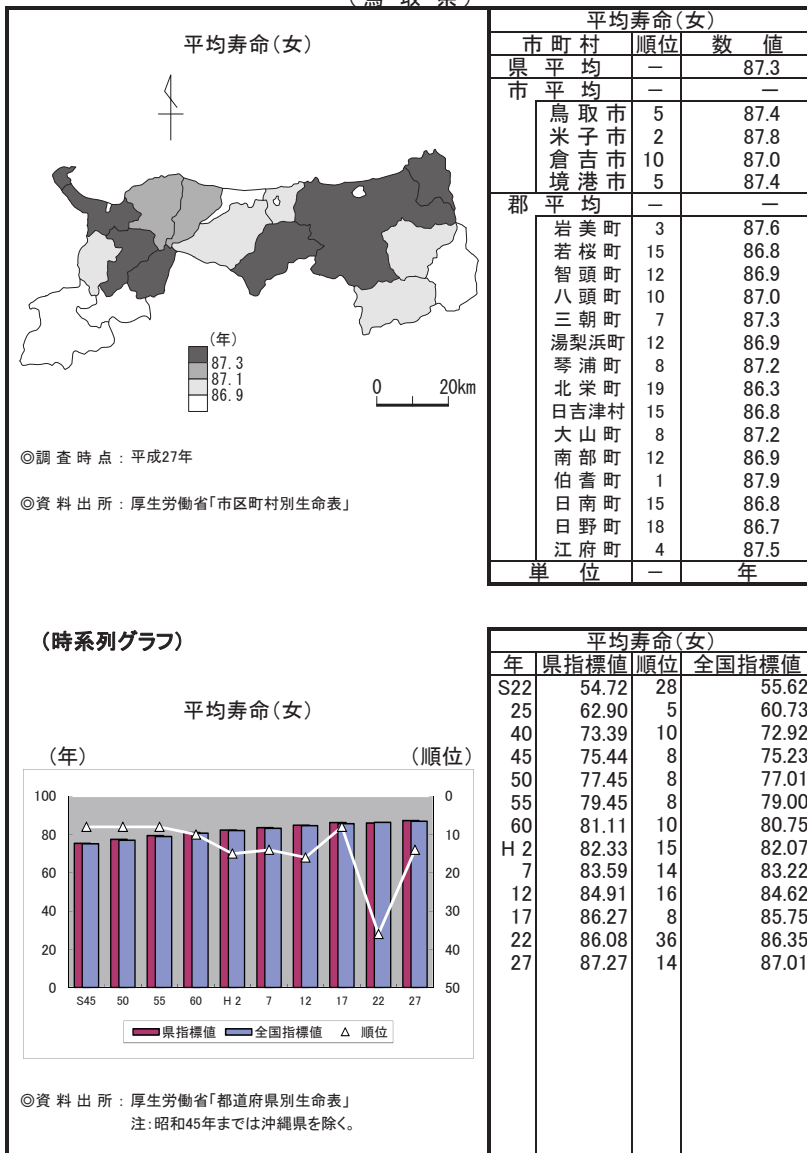 (鳥 取 県)
平均寿命(女)
(年)
87.3
87.1
86.9
0 20km
◎調 査 時 点 : 平成27年
◎資 料 出 所 : 厚生労働省「市区町村別生命表」
平均寿命(女)
市 町 村 順位 数 値
県 平 均 － 87.3
市 平 均 － －
鳥 取 市 5 87.4
米 子 市 2 87.8
倉 吉 市 10 87.0
境 港 市 5 87.4
郡 平 均 － －
岩 美 町 3 87.6
若 桜 町 15 86.8
智 頭 町 12 86.9
八 頭 町 10 87.0
三 朝 町 7 87.3
湯梨浜町 12 86.9
琴 浦 町 8 87.2
北 栄 町 19 86.3
日吉津村 15 86.8
大 山 町 8 87.2
南 部 町 12 86.9
伯 耆 町 1 87.9
日 南 町 15 86.8
日 野 町 18 86.7
江 府 町 4 87.5
単 位 － 年
(時系列グラフ)
平均寿命(女)
(年) (順位)
100 0
80 10
60 20
40 30
20 40
0 50
S45 50 55 60 H 2 7 12 17 22 27
県指標値 全国指標値 順位
◎資 料 出 所 : 厚生労働省「都道府県別生命表」
注:昭和45年までは沖縄県を除く。
平均寿命(女)
年 県指標値 順位 全国指標値
S22 54.72 28 55.62
25 62.90 5 60.73
40 73.39 10 72.92
45 75.44 8 75.23
50 77.45 8 77.01
55 79.45 8 79.00
60 81.11 10 80.75
H 2 82.33 15 82.07
7 83.59 14 83.22
12 84.91 16 84.62
17 86.27 8 85.75
22 86.08 36 86.35
27 87.27 14 87.01